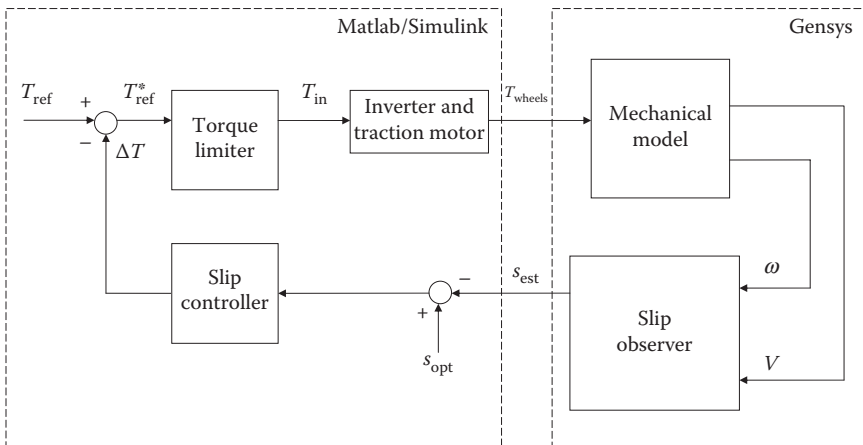 Matlab/Simulink
Gensys
T_ref
+
−
T*_ref
ΔT
Torque
limiter
T_in
Inverter and
traction motor
T_wheels
Mechanical
model
Slip
controller
−
+
s_opt
s_est
Slip
observer
ω
V